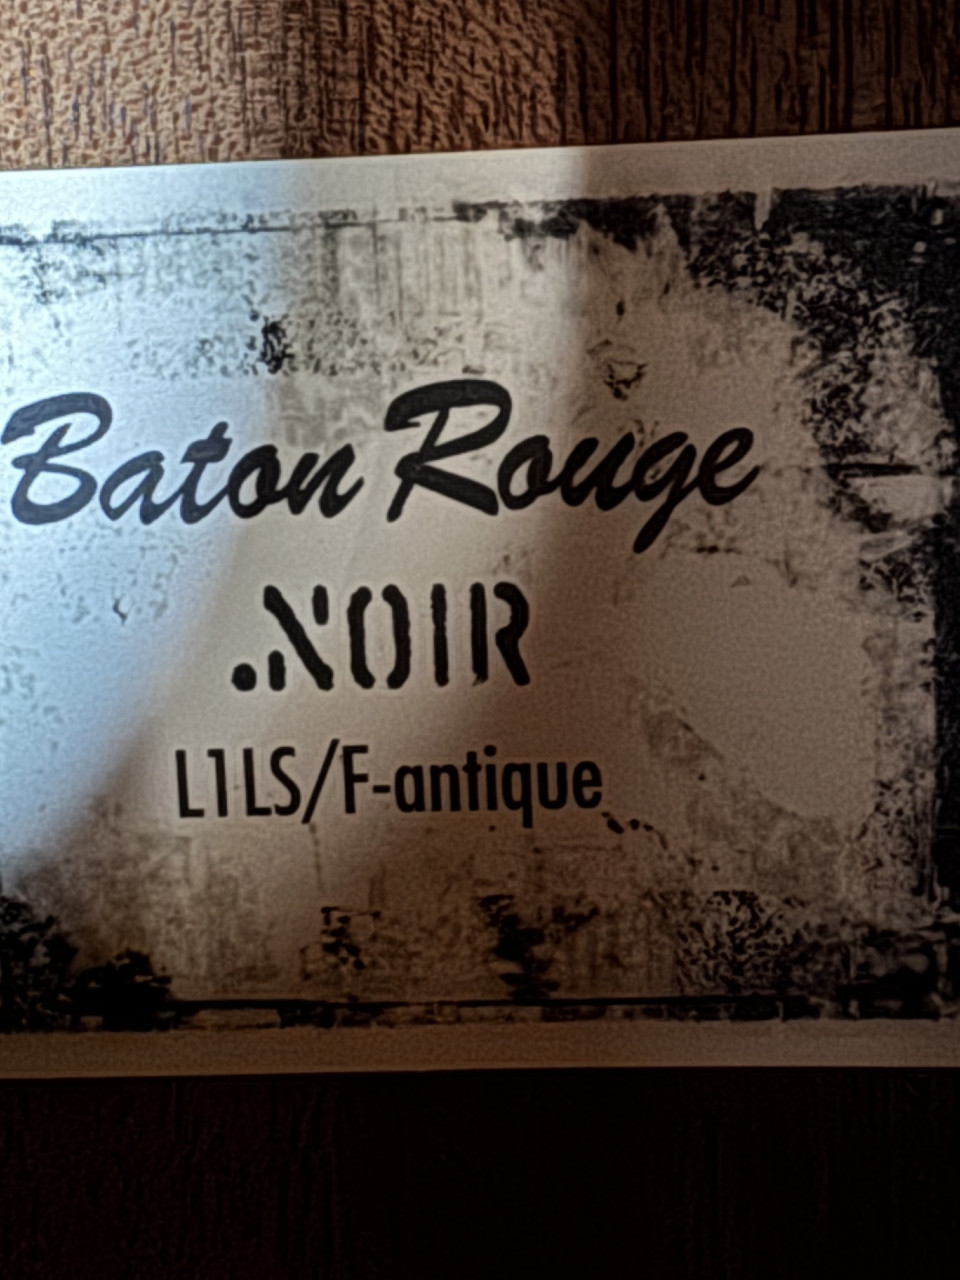 Baton Rouge
.NOIR
L1LS/F-antique